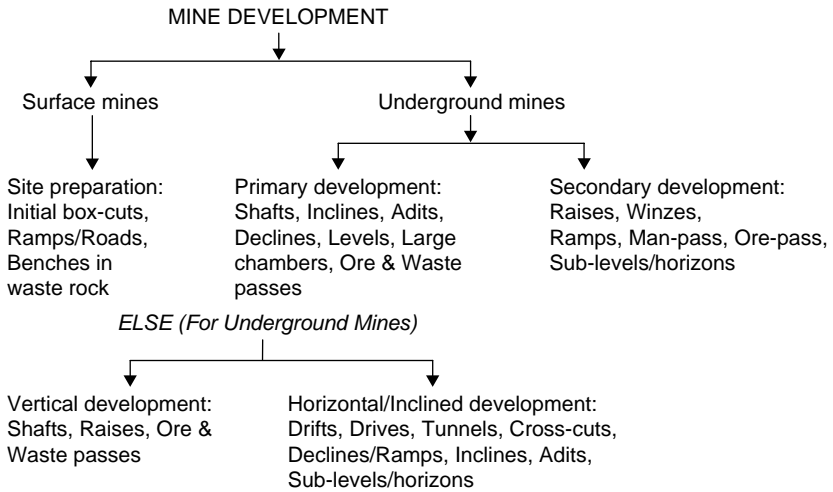 MINE DEVELOPMENT
Surface mines
Underground mines
Site preparation:
Initial box-cuts,
Ramps/Roads,
Benches in
waste rock
Primary development:
Shafts, Inclines, Adits,
Declines, Levels, Large
chambers, Ore & Waste
passes
Secondary development:
Raises, Winzes,
Ramps, Man-pass, Ore-pass,
Sub-levels/horizons
ELSE (For Underground Mines)
Vertical development:
Shafts, Raises, Ore &
Waste passes
Horizontal/Inclined development:
Drifts, Drives, Tunnels, Cross-cuts,
Declines/Ramps, Inclines, Adits,
Sub-levels/horizons